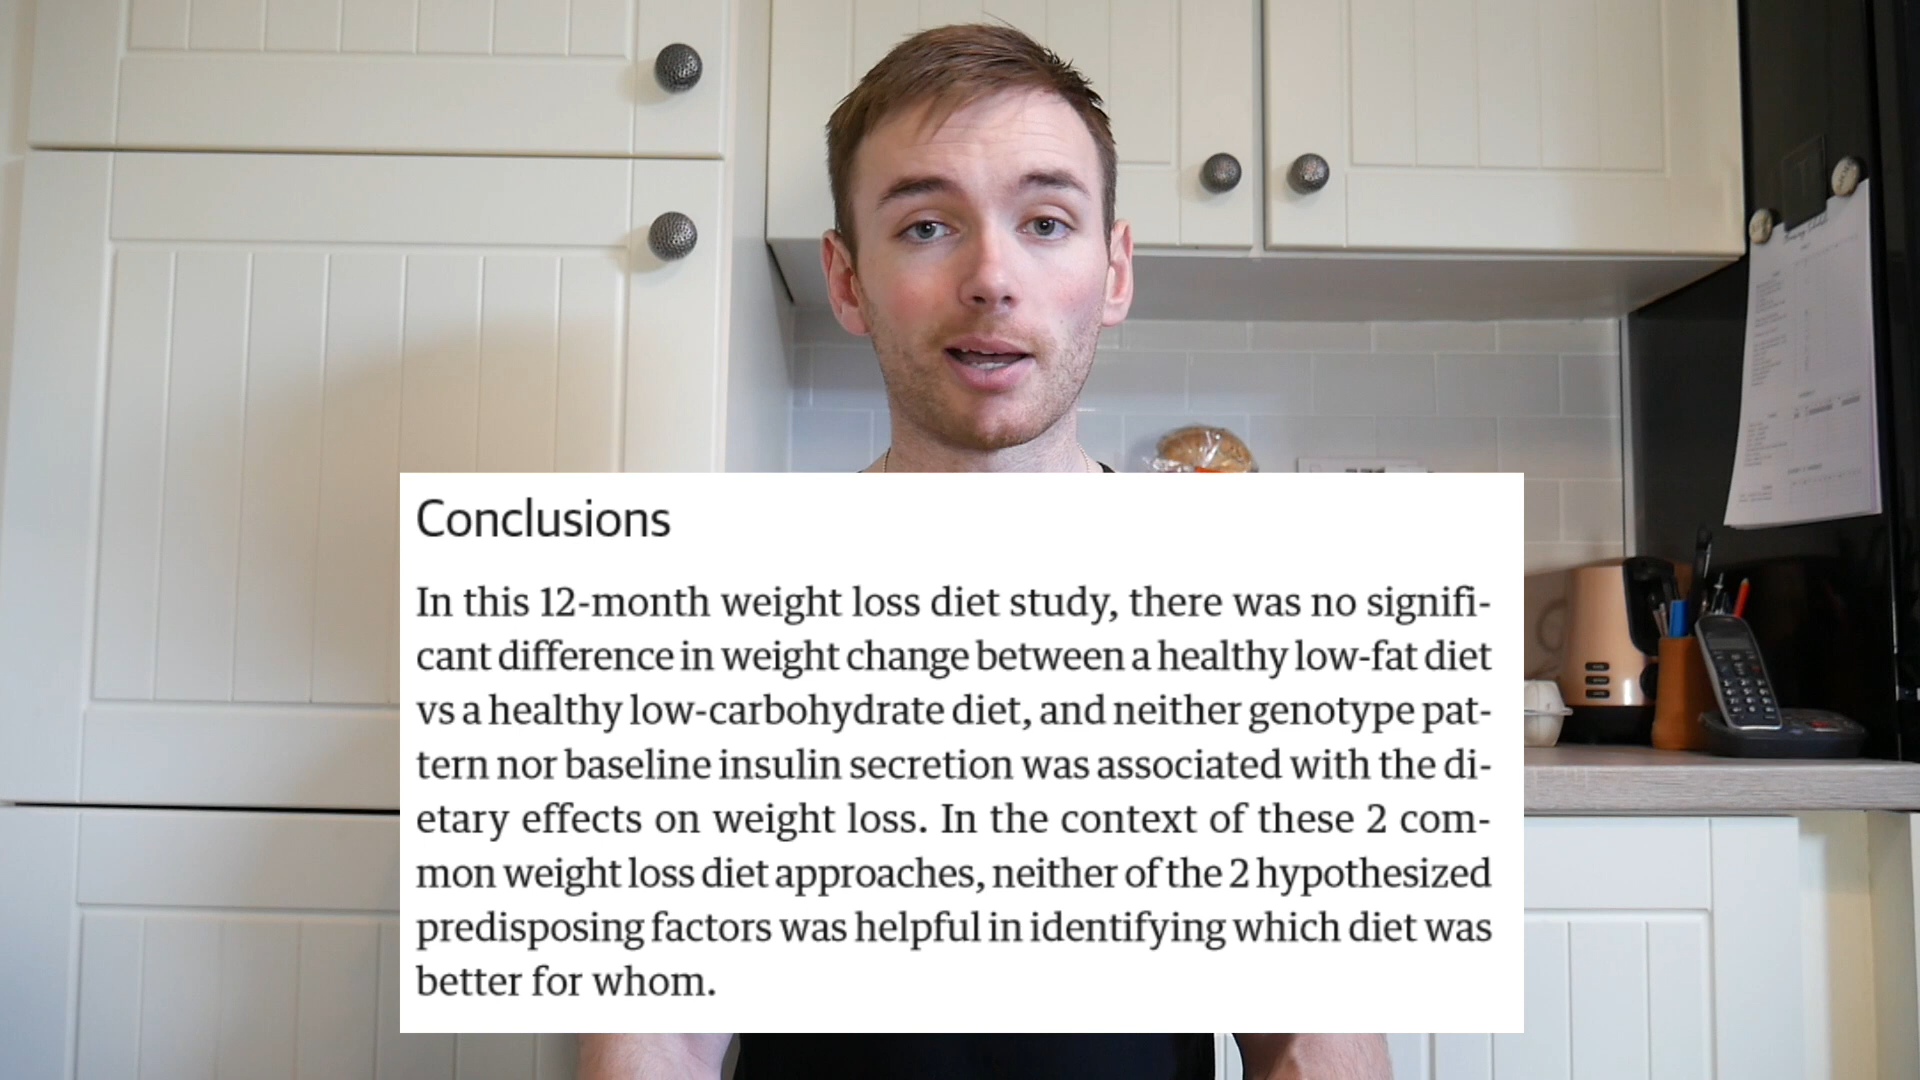 Conclusions
In this 12-month weight loss diet study, there was no signifi-
cant difference in weight change between a healthy low-fat diet
vs a healthy low-carbohydrate diet, and neither genotype pat-
tern nor baseline insulin secretion was associated with the di-
etary effects on weight loss. In the context of these 2 com-
mon weight loss diet approaches, neither of the 2 hypothesized
predisposing factors was helpful in identifying which diet was
better for whom.